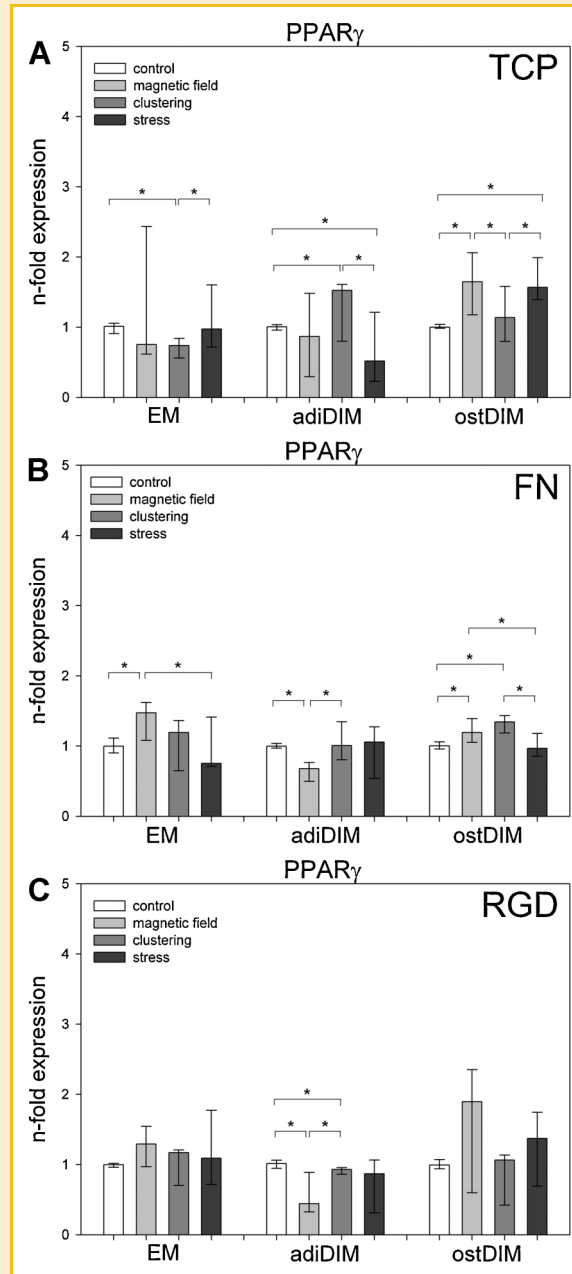 PPARγ
A
TCP
5
4
3
2
1
0
n-fold expression
control
magnetic field
clustering
stress
* *
* * *
* * * *
EM adiDIM ostDIM
PPARγ
B
FN
5
4
3
2
1
0
n-fold expression
control
magnetic field
clustering
stress
* *
* *
* * * *
EM adiDIM ostDIM
PPARγ
C
RGD
5
4
3
2
1
0
n-fold expression
control
magnetic field
clustering
stress
*
* *
EM adiDIM ostDIM